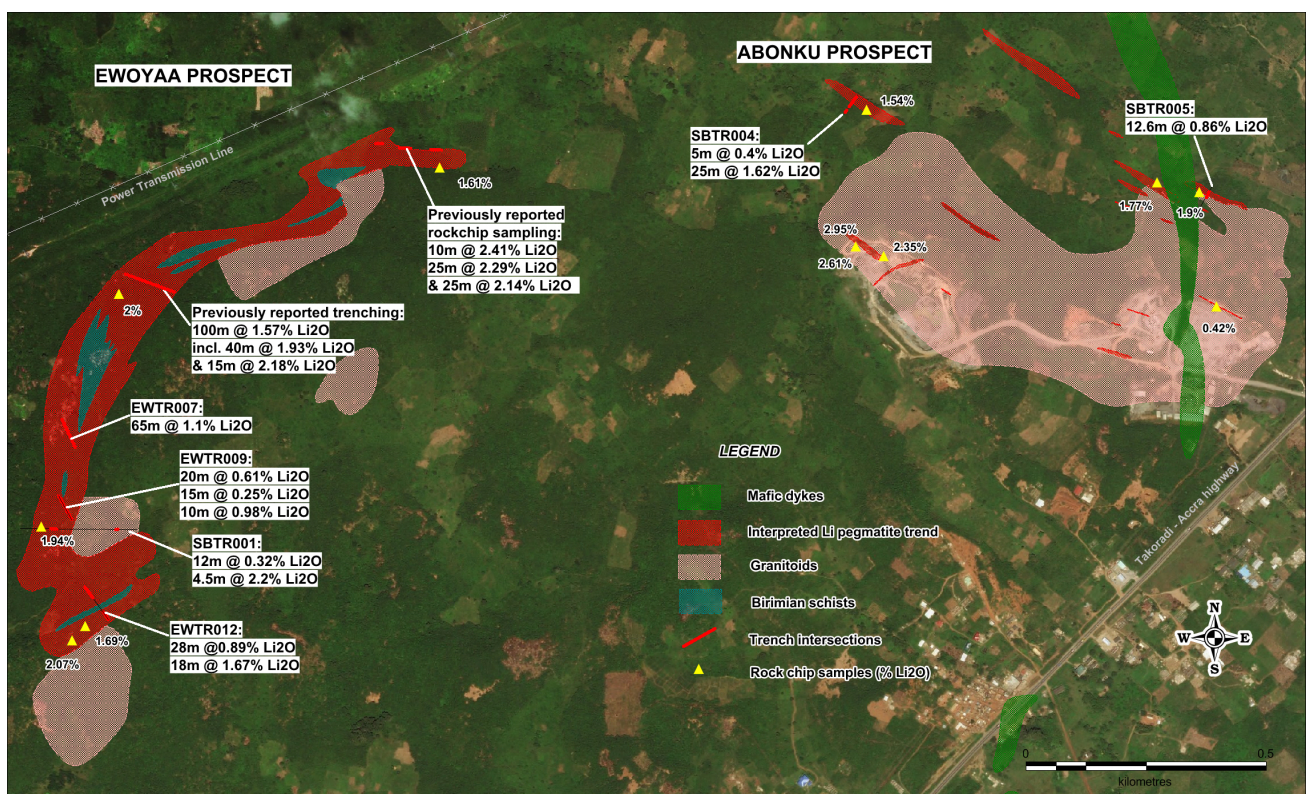 EWOYAA PROSPECT
ABONKU PROSPECT
Power Transmission Line
1.61%
Previously reported
rockchip sampling:
10m @ 2.41% Li2O
25m @ 2.29% Li2O
& 25m @ 2.14% Li2O
2%
Previously reported trenching:
100m @ 1.57% Li2O
incl. 40m @ 1.93% Li2O
& 15m @ 2.18% Li2O
EWTR007:
65m @ 1.1% Li2O
EWTR009:
20m @ 0.61% Li2O
15m @ 0.25% Li2O
10m @ 0.98% Li2O
1.94%
SBTR001:
12m @ 0.32% Li2O
4.5m @ 2.2% Li2O
EWTR012:
28m @0.89% Li2O
18m @ 1.67% Li2O
1.69%
2.07%
1.54%
SBTR004:
5m @ 0.4% Li2O
25m @ 1.62% Li2O
SBTR005:
12.6m @ 0.86% Li2O
1.77%
1.9%
2.95%
2.35%
2.61%
0.42%
LEGEND
Mafic dykes
Interpreted Li pegmatite trend
Granitoids
Birimian schists
Trench intersections
Rock chip samples (% Li2O)
Takoradi - Accra highway
N
W
E
S
0
0.5
kilometres